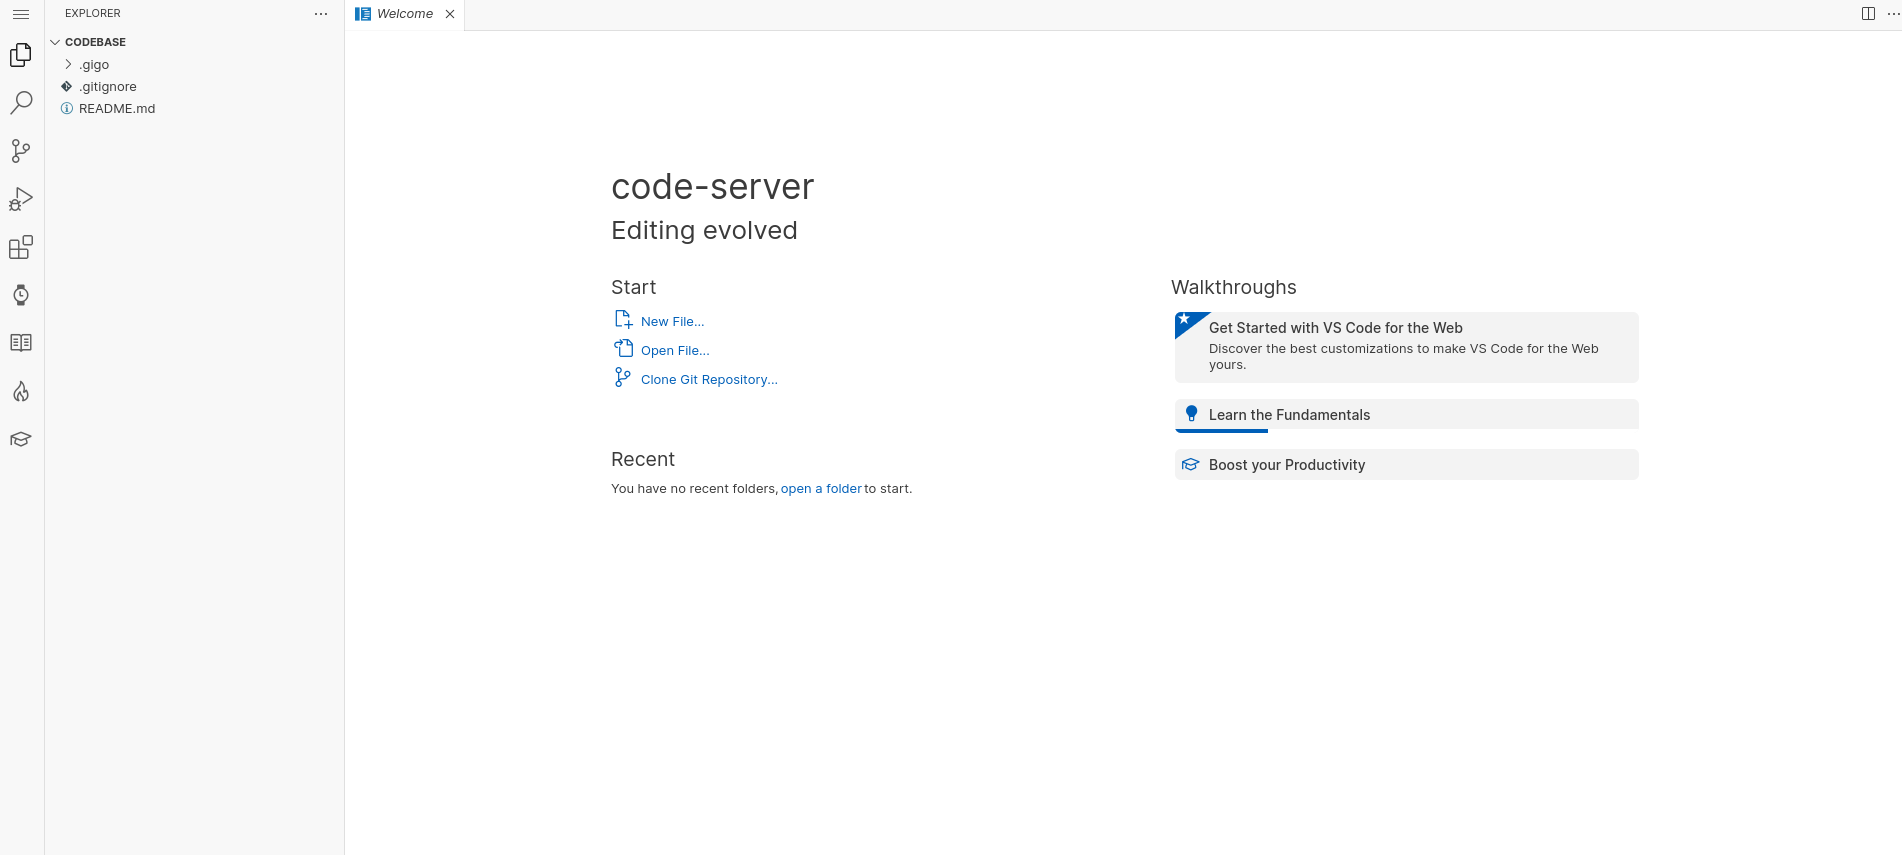 EXPLORER
CODEBASE
.gigo
.gitignore
README.md
Welcome
code-server
Editing evolved
Start
New File...
Open File...
Clone Git Repository...
Recent
You have no recent folders, open a folder to start.
Walkthroughs
Get Started with VS Code for the Web
Discover the best customizations to make VS Code for the Web
yours.
Learn the Fundamentals
Boost your Productivity